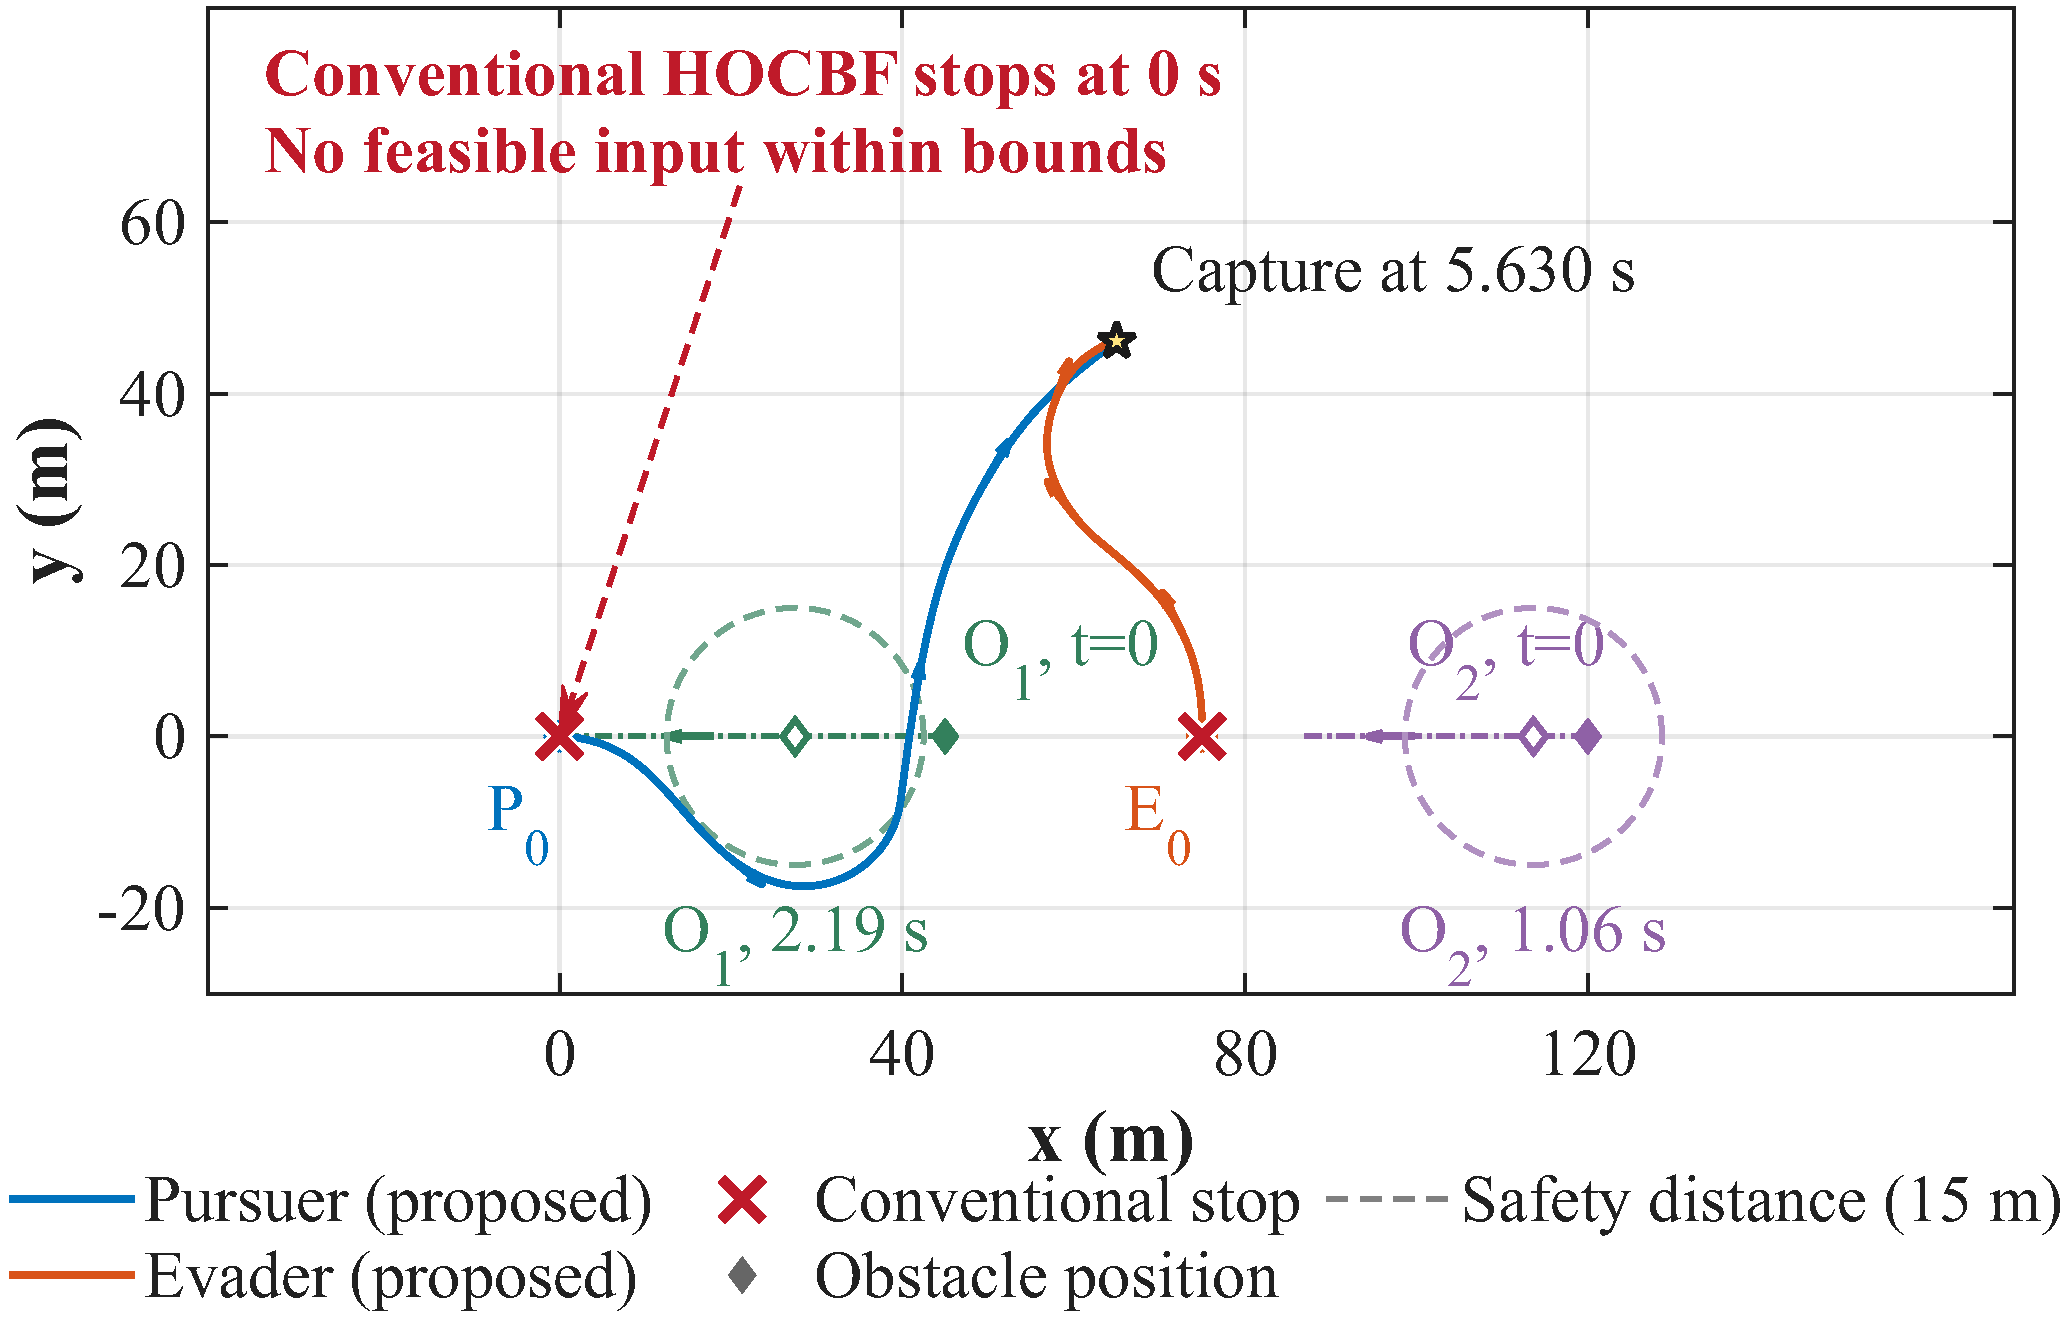 Conventional HOCBF stops at 0 s
No feasible input within bounds
Capture at 5.630 s
60
40
20
0
-20
y (m)
O1, t=0
O2, t=0
P0
E0
O1, 2.19 s
O2, 1.06 s
0
40
80
120
x (m)
Pursuer (proposed)
Conventional stop
Safety distance (15 m)
Evader (proposed)
Obstacle position